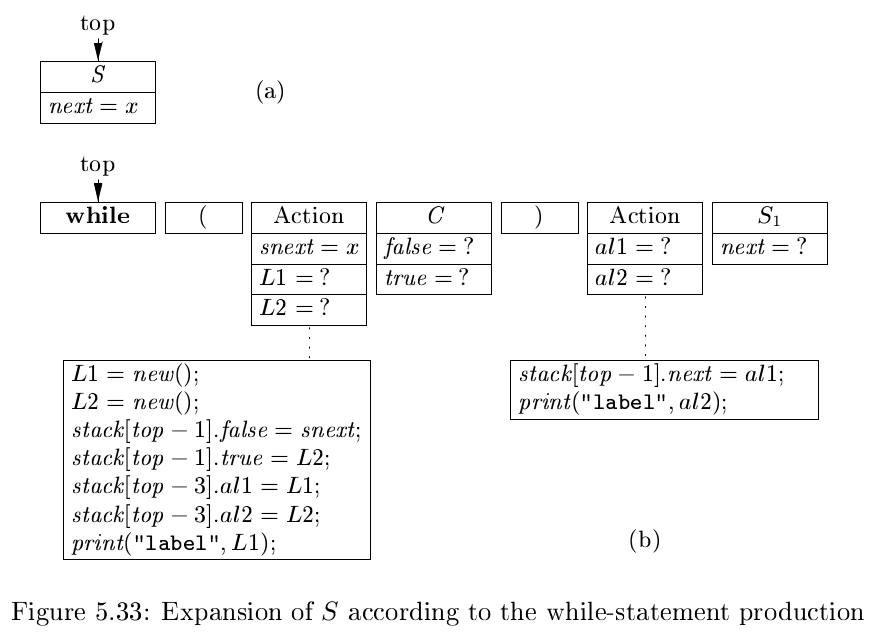 top
S
next = x
(a)
top
while ( Action C ) Action S₁
snext = x false = ? al1 = ? next = ?
L1 = ? true = ? al2 = ?
L2 = ?
L1 = new();
L2 = new();
stack[top − 1].false = snext;
stack[top − 1].true = L2;
stack[top − 3].al1 = L1;
stack[top − 3].al2 = L2;
print("label", L1);
stack[top − 1].next = al1;
print("label", al2);
(b)
Figure 5.33: Expansion of S according to the while-statement production